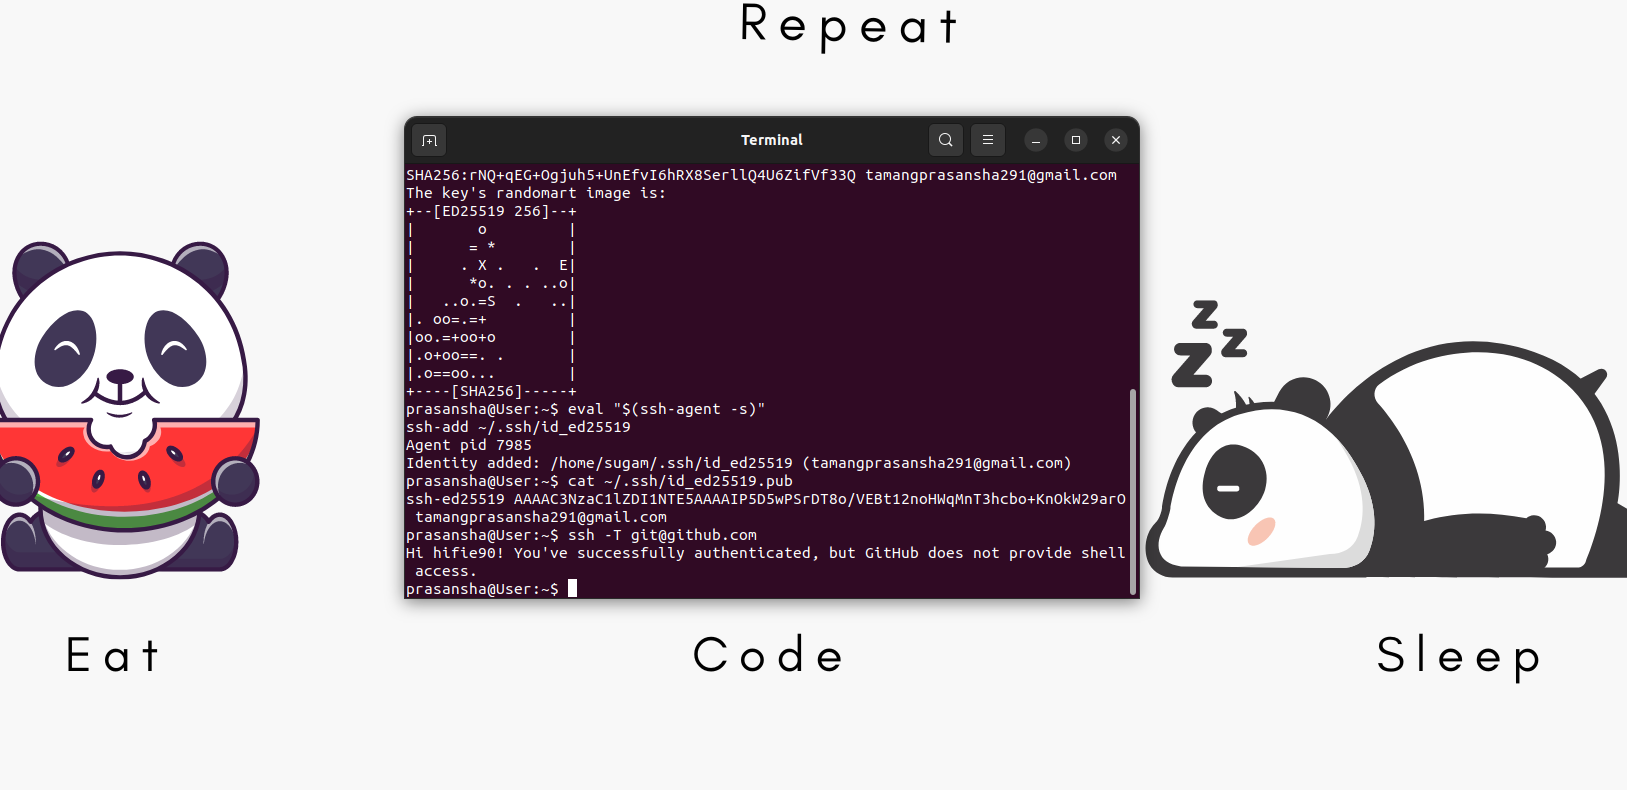 Repeat
Terminal
SHA256:rNQ+qEG+Ogjuh5+UnEfvI6hRX8SerllQ4U6ZifVf33Q tamangprasansha291@gmail.com
The key's randomart image is:
+--[ED25519 256]--+
|        o         |
|       = *        |
|      . X .   .  E|
|       *o. . . ..o|
|   ..o.=S  .   ..|
|. oo=.=+         |
|oo.=+oo+o        |
|.o+oo==. .       |
|.o==oo...        |
+----[SHA256]-----+
prasansha@User:~$ eval "$(ssh-agent -s)"
ssh-add ~/.ssh/id_ed25519
Agent pid 7985
Identity added: /home/sugam/.ssh/id_ed25519 (tamangprasansha291@gmail.com)
prasansha@User:~$ cat ~/.ssh/id_ed25519.pub
ssh-ed25519 AAAAC3NzaC1lZDI1NTE5AAAAIP5D5wPSrDT8o/VEBt12noHWqMnT3hcbo+KnOkW29arO
tamangprasansha291@gmail.com
prasansha@User:~$ ssh -T git@github.com
Hi hifie90! You've successfully authenticated, but GitHub does not provide shell
access.
prasansha@User:~$
z
z
z
Eat
Code
Sleep